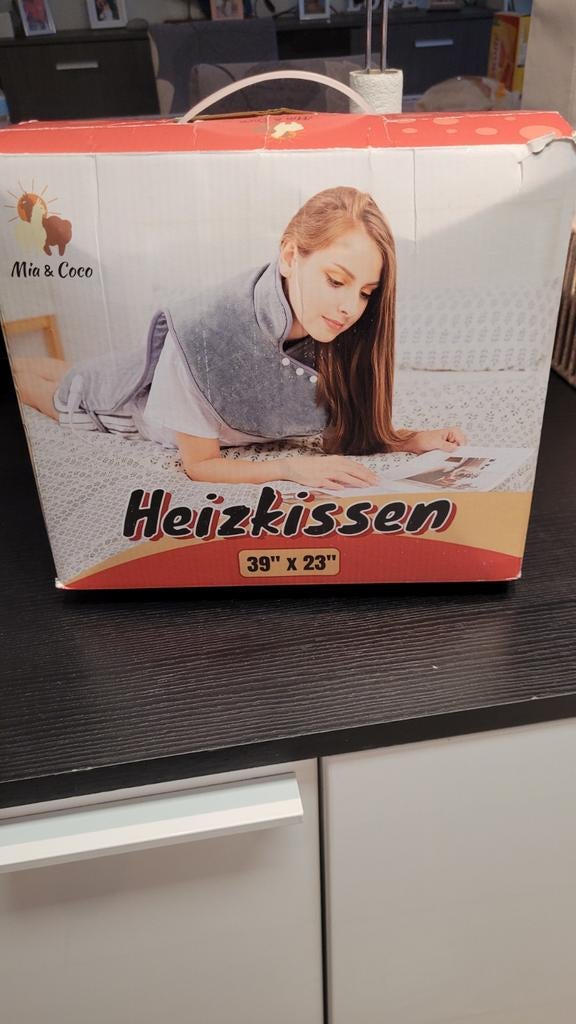 Mia & Coco
Heizkissen
39" x 23"